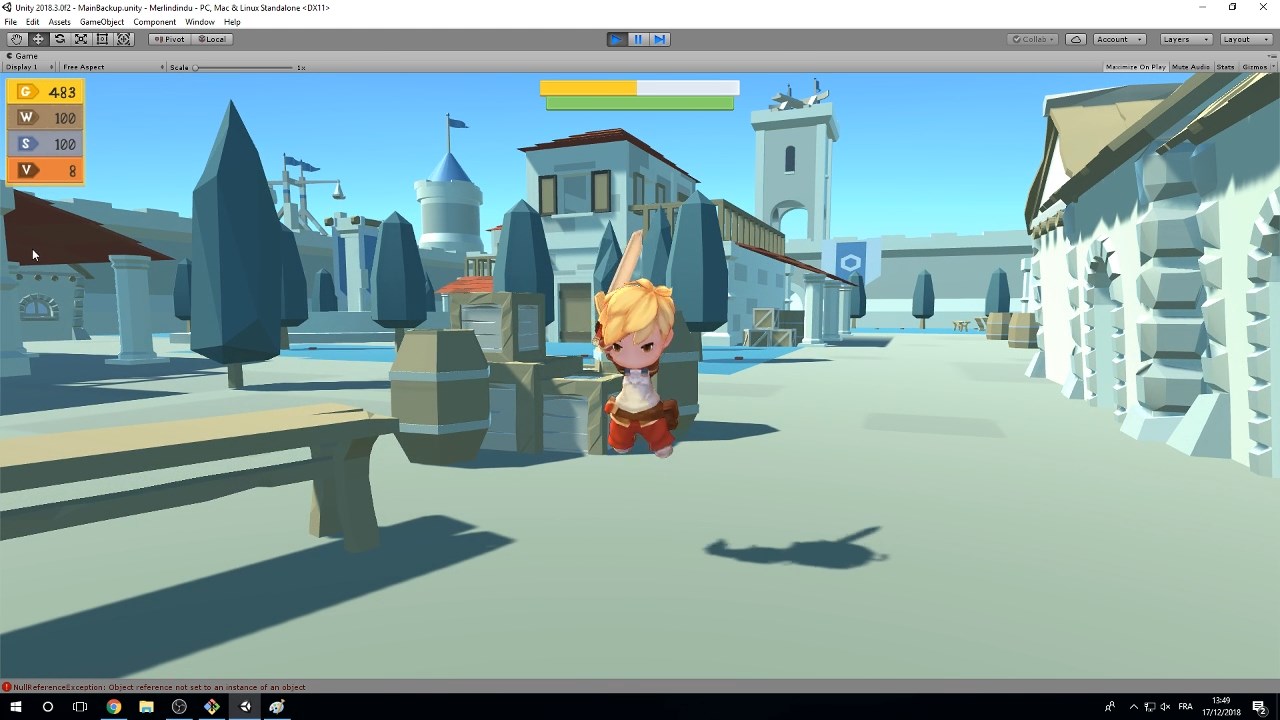 Unity 2018.3.0f2 - MainBackup.unity - Merlindindu - PC, Mac & Linux Standalone <DX11>
File Edit Assets GameObject Component Window Help
Pivot Local Collab Account Layers Layout
Game
Display 1 Free Aspect Scale 1x Maximize On Play Mute Audio Stats Gizmos
G 483
W 100
S 100
V 8
NullReferenceException: Object reference not set to an instance of an object
FRA 13:49
17/12/2018 2